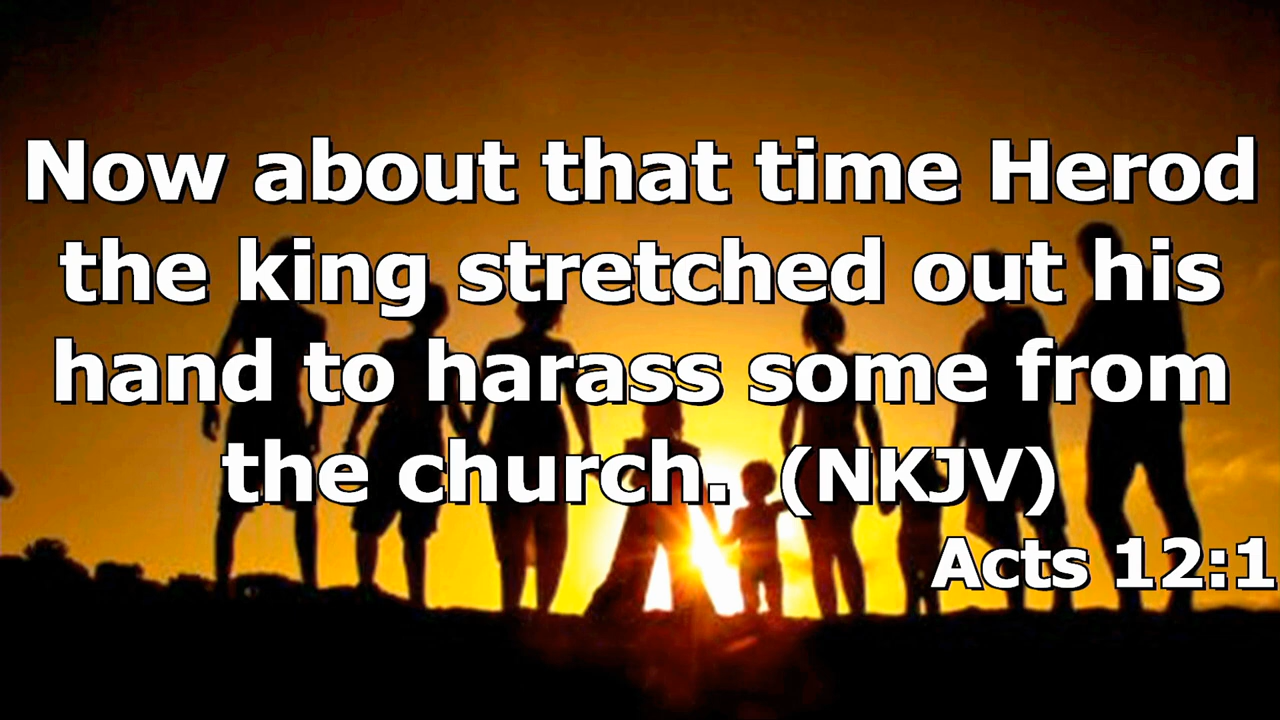 Now about that time Herod
the king stretched out his
hand to harass some from
the church. (NKJV)
Acts 12:1